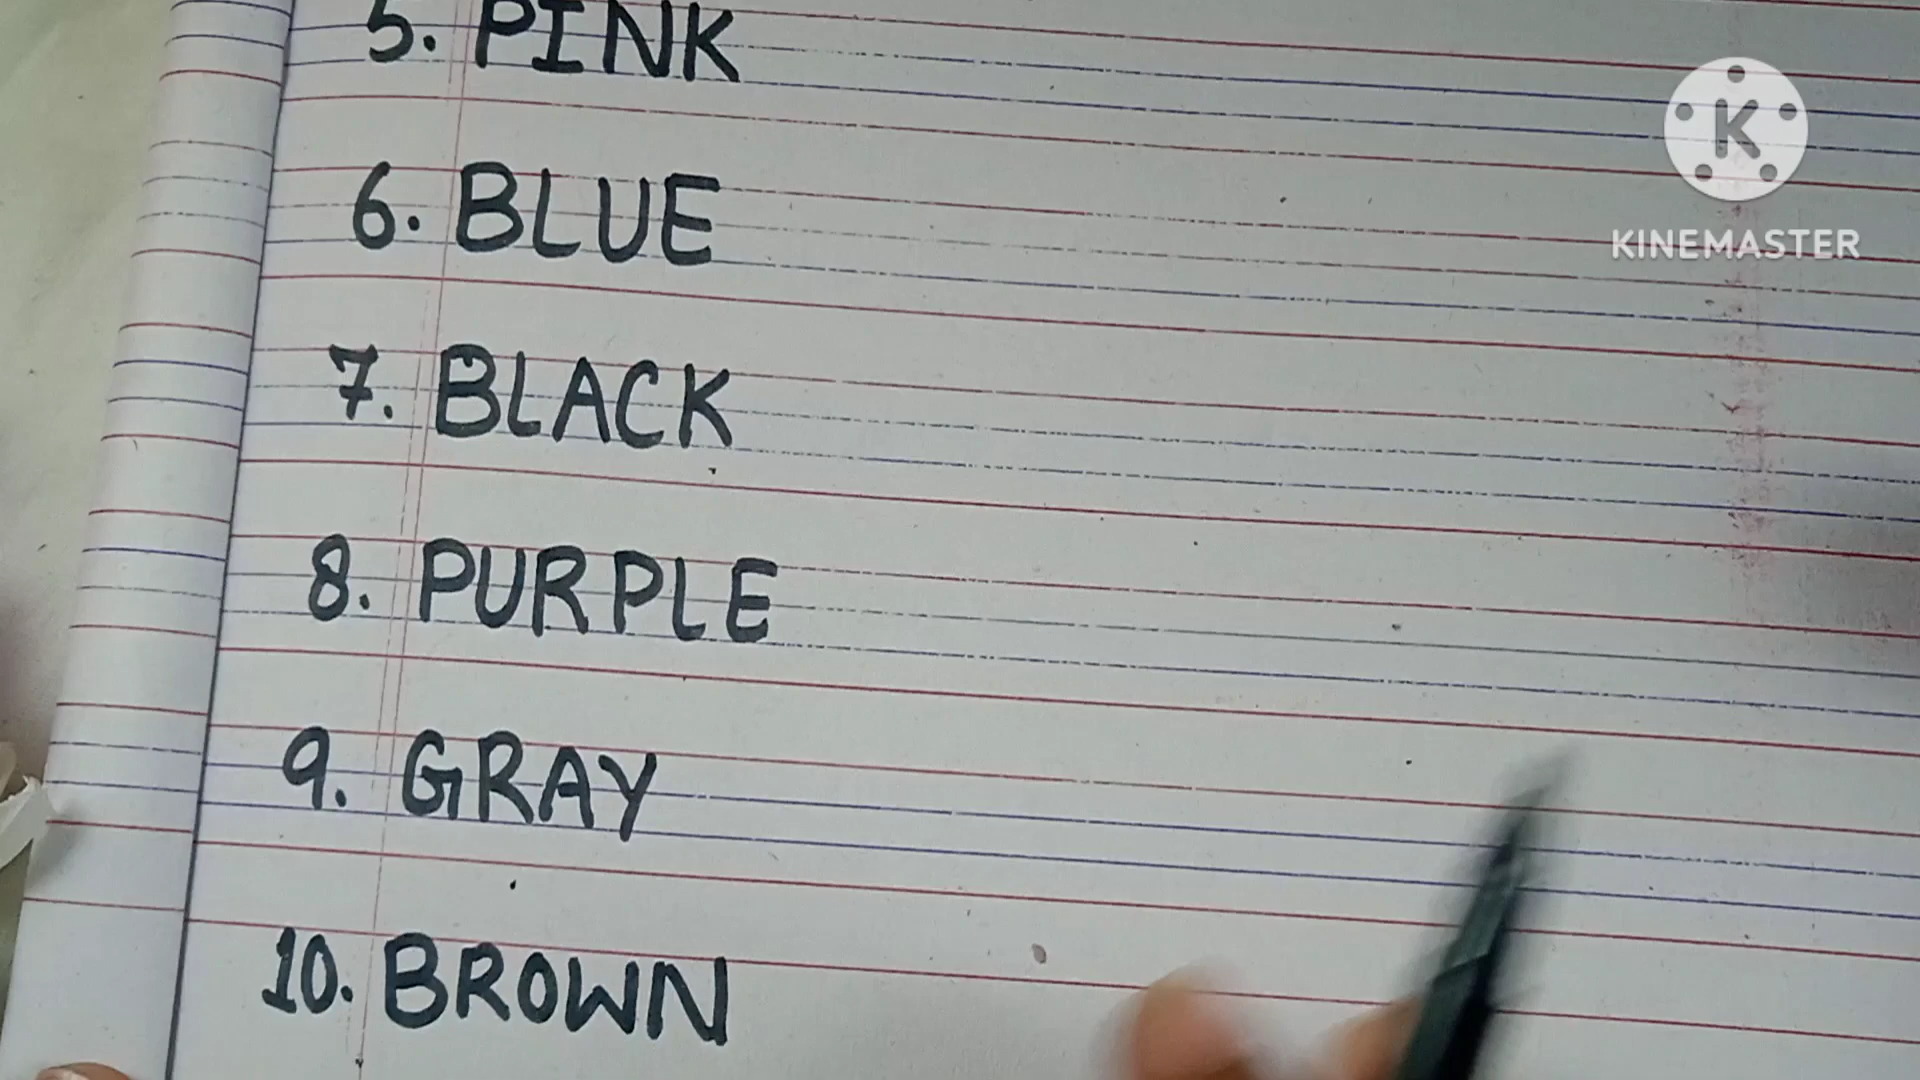 5. PINK
KINEMASTER
6. BLUE
7. BLACK
8. PURPLE
9. GRAY
10. BROWN